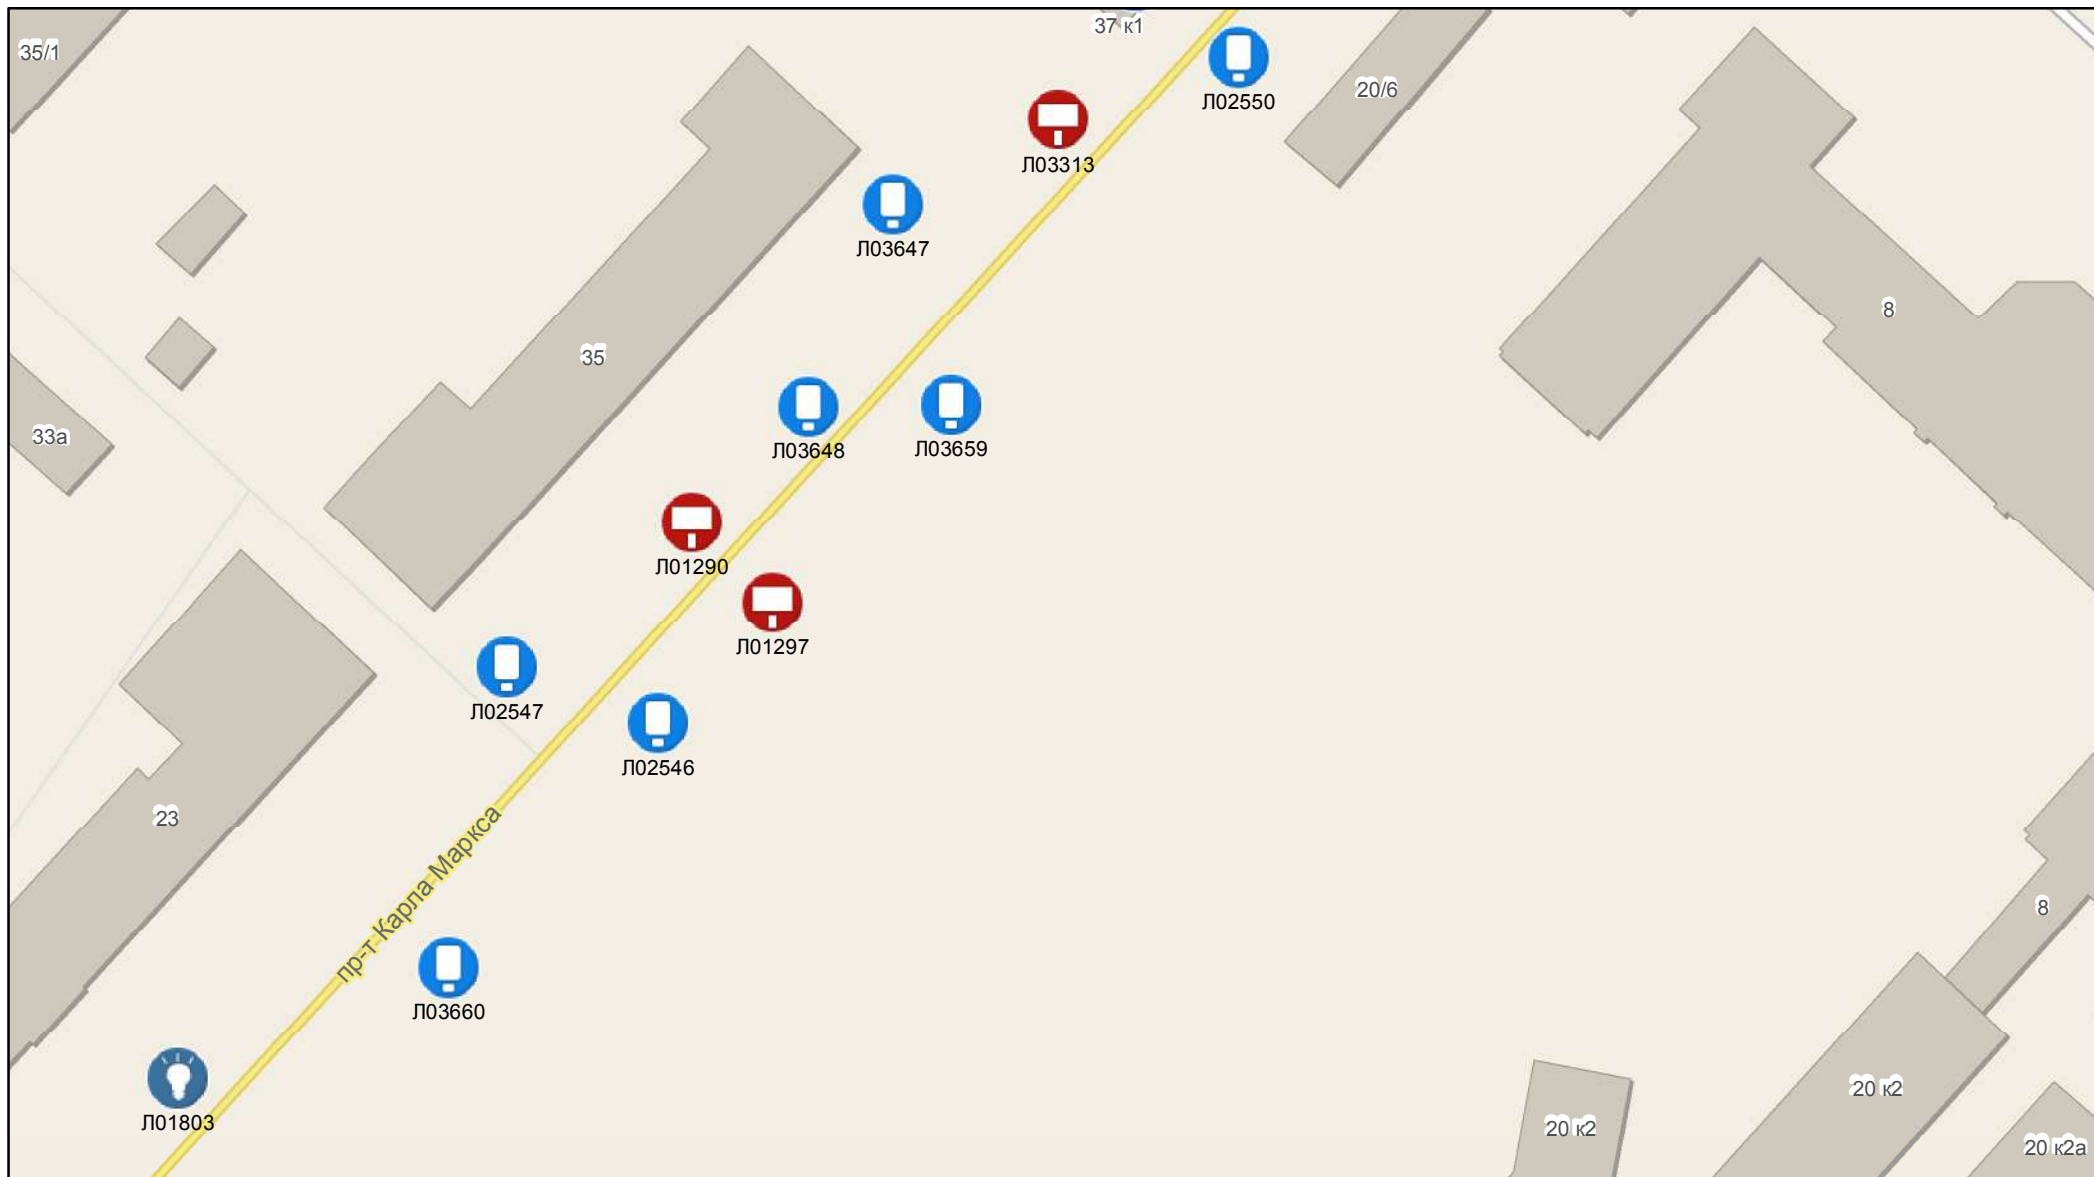 37 к1
35/1
20/6
Л02550
Л03313
Л03647
8
35
33а
Л03648
Л03659
Л01290
Л01297
Л02547
Л02546
23
пр-т Карла Маркса
8
Л03660
20 к2
Л01803
20 к2
20 к2а